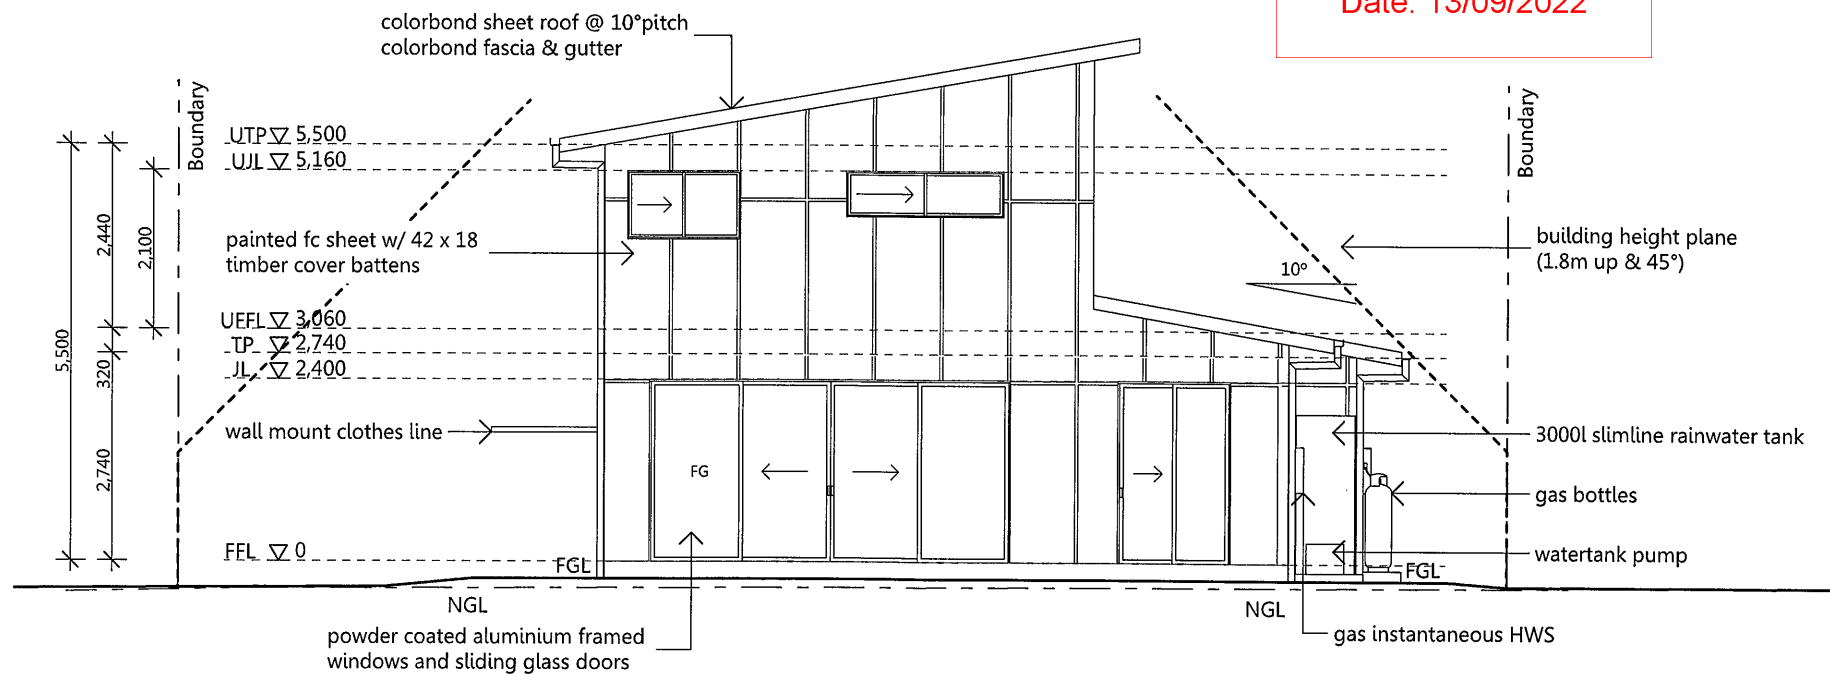 Date: 13/09/2022
colorbond sheet roof @ 10°pitch
colorbond fascia & gutter
Boundary
Boundary
UTP 5,500
UJL 5,160
2,440
2,100
painted fc sheet w/ 42 x 18
timber cover battens
building height plane
(1.8m up & 45°)
10°
UFFL 3,060
TP 2,740
JL 2,400
5,500
320
wall mount clothes line
3000l slimline rainwater tank
2,740
FG
gas bottles
FFL 0
watertank pump
FGL
FGL
NGL
NGL
powder coated aluminium framed
windows and sliding glass doors
gas instantaneous HWS